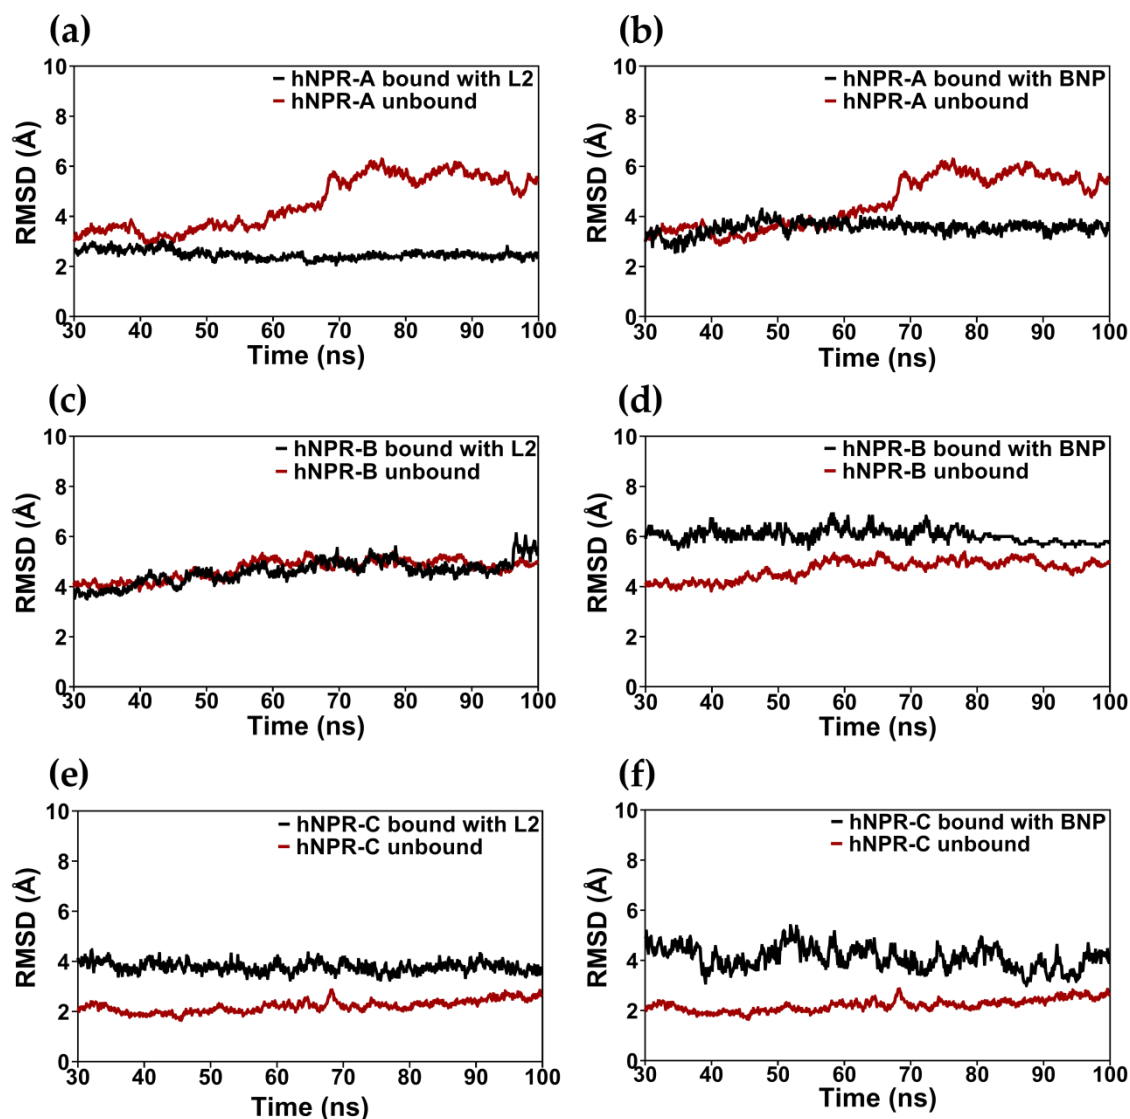 (a)
hNPR-A bound with L2
hNPR-A unbound
RMSD (Å)
10
8
6
4
2
0
30 40 50 60 70 80 90 100
Time (ns)
(b)
hNPR-A bound with BNP
hNPR-A unbound
RMSD (Å)
10
8
6
4
2
0
30 40 50 60 70 80 90 100
Time (ns)
(c)
hNPR-B bound with L2
hNPR-B unbound
RMSD (Å)
10
8
6
4
2
0
30 40 50 60 70 80 90 100
Time (ns)
(d)
hNPR-B bound with BNP
hNPR-B unbound
RMSD (Å)
10
8
6
4
2
0
30 40 50 60 70 80 90 100
Time (ns)
(e)
hNPR-C bound with L2
hNPR-C unbound
RMSD (Å)
10
8
6
4
2
0
30 40 50 60 70 80 90 100
Time (ns)
(f)
hNPR-C bound with BNP
hNPR-C unbound
RMSD (Å)
10
8
6
4
2
0
30 40 50 60 70 80 90 100
Time (ns)